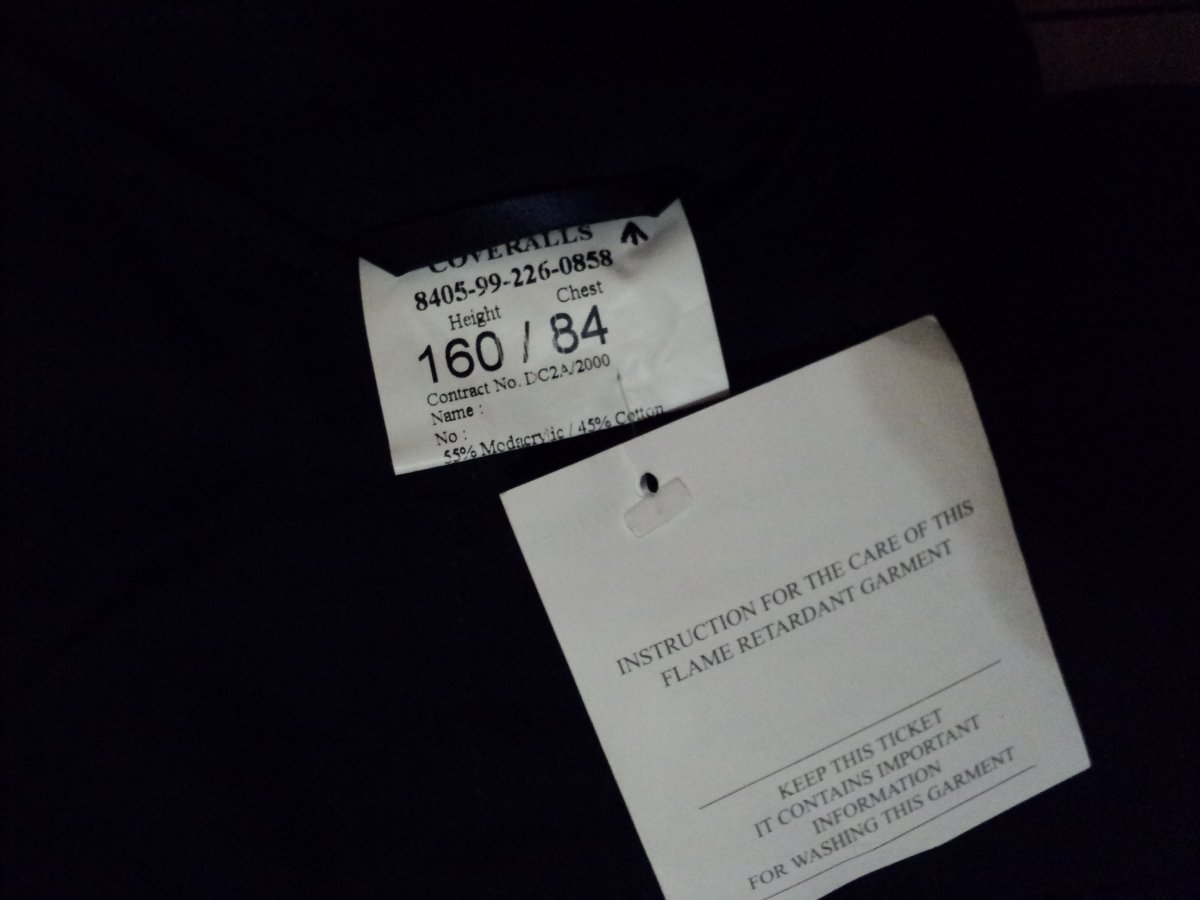 COVERALLS
8405-99-226-0858
Height Chest
160 / 84
Contract No. DC2A/2000
Name :
No :
55% Modacrylic / 45% Cotton
INSTRUCTION FOR THE CARE OF THIS
FLAME RETARDANT GARMENT
KEEP THIS TICKET
IT CONTAINS IMPORTANT
INFORMATION
FOR WASHING THIS GARMENT